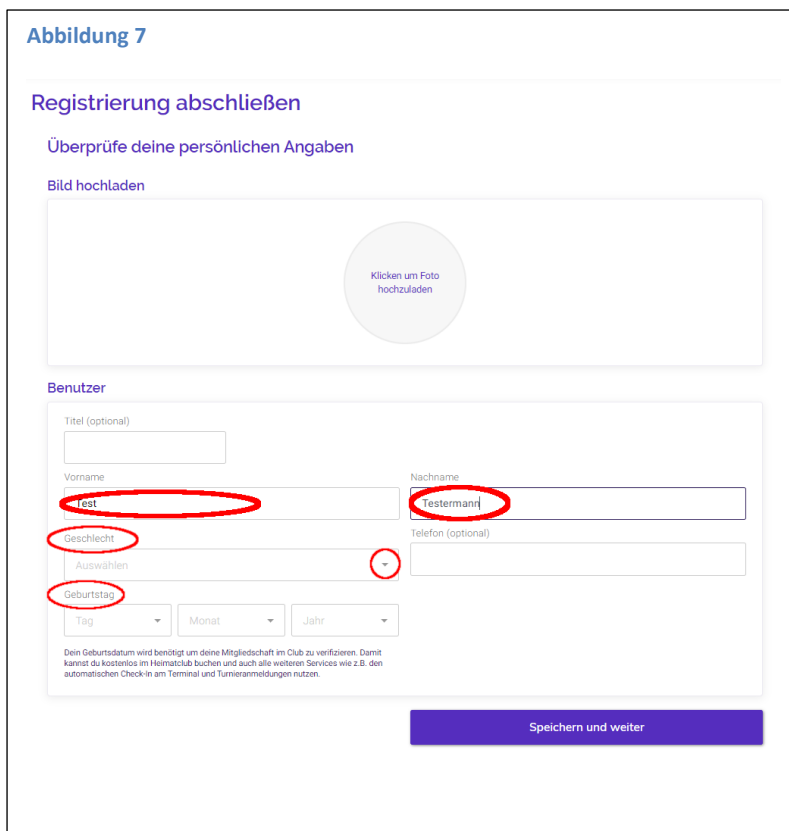 Abbildung 7
Registrierung abschließen
Überprüfe deine persönlichen Angaben
Bild hochladen
Klicken um Foto
hochzuladen
Benutzer
Titel (optional)
Vorname
Nachname
Test
Testermann
Geschlecht
Telefon (optional)
Auswählen
Geburtstag
Tag
Monat
Jahr
Dein Geburtsdatum wird benötigt um deine Mitgliedschaft im Club zu verifizieren. Damit
kannst du kostenlos im Heimatclub buchen und auch alle weiteren Services wie z.B. den
automatischen Check-In am Terminal und Turnieranmeldungen nutzen.
Speichern und weiter